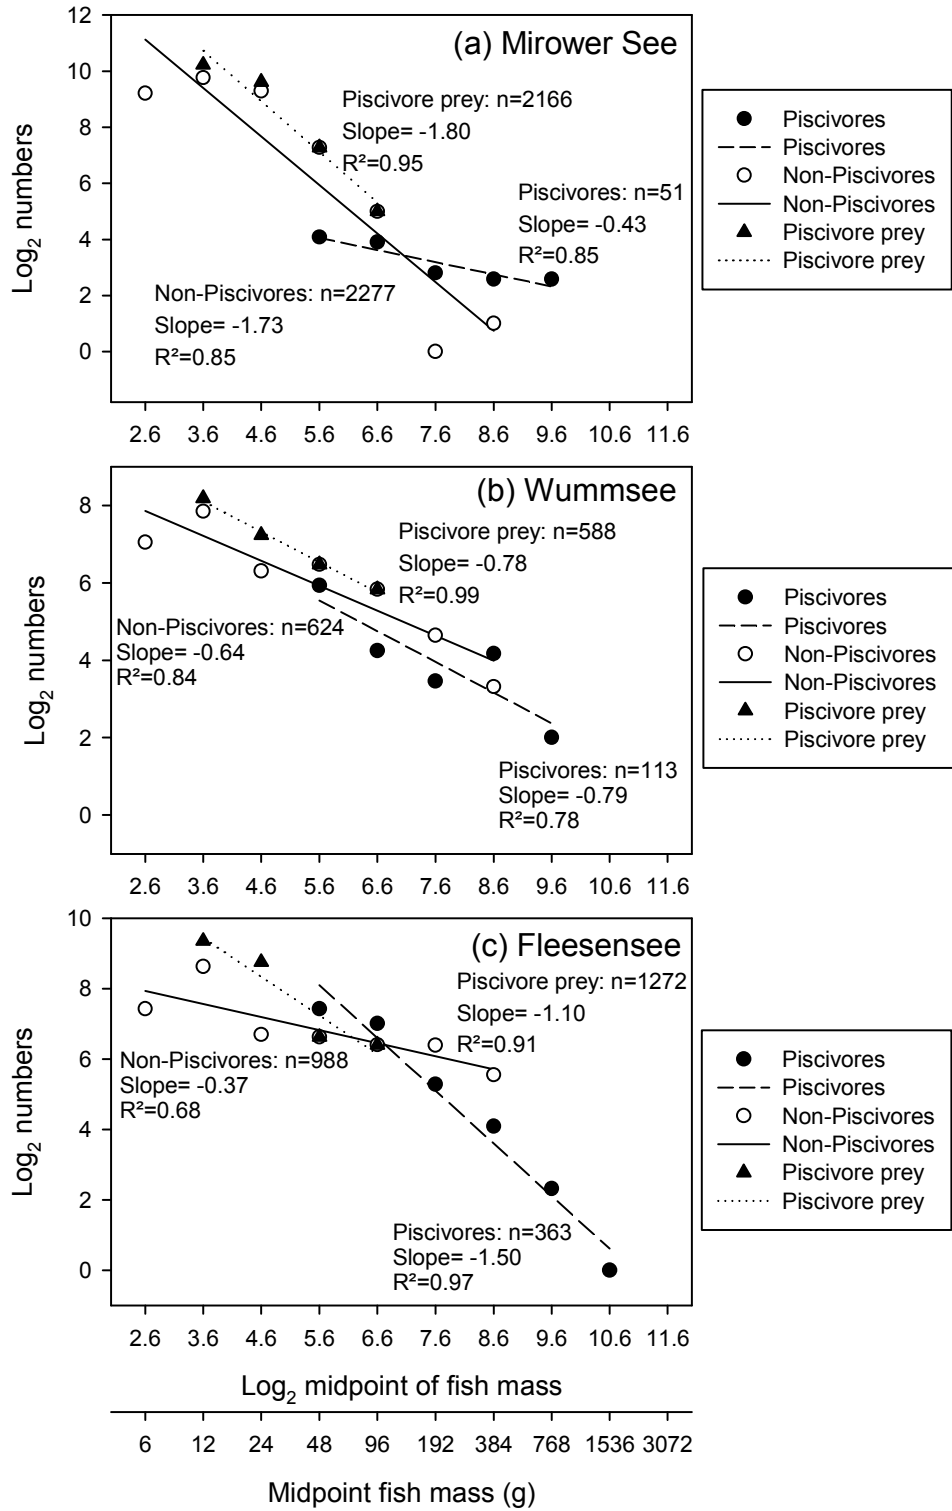 (a) Mirower See
Log₂ numbers
12
10
8
6
4
2
0
Piscivore prey: n=2166
Slope= -1.80
R²=0.95
Piscivores: n=51
Slope= -0.43
R²=0.85
Non-Piscivores: n=2277
Slope= -1.73
R²=0.85
2.6 3.6 4.6 5.6 6.6 7.6 8.6 9.6 10.6 11.6
Piscivores
Piscivores
Non-Piscivores
Non-Piscivores
Piscivore prey
Piscivore prey
(b) Wummsee
Log₂ numbers
8
6
4
2
0
Piscivore prey: n=588
Slope= -0.78
R²=0.99
Non-Piscivores: n=624
Slope= -0.64
R²=0.84
Piscivores: n=113
Slope= -0.79
R²=0.78
2.6 3.6 4.6 5.6 6.6 7.6 8.6 9.6 10.6 11.6
Piscivores
Piscivores
Non-Piscivores
Non-Piscivores
Piscivore prey
Piscivore prey
(c) Fleesensee
Log₂ numbers
10
8
6
4
2
0
Piscivore prey: n=1272
Slope= -1.10
R²=0.91
Non-Piscivores: n=988
Slope= -0.37
R²=0.68
Piscivores: n=363
Slope= -1.50
R²=0.97
2.6 3.6 4.6 5.6 6.6 7.6 8.6 9.6 10.6 11.6
Piscivores
Piscivores
Non-Piscivores
Non-Piscivores
Piscivore prey
Piscivore prey
Log₂ midpoint of fish mass
6 12 24 48 96 192 384 768 1536 3072
Midpoint fish mass (g)